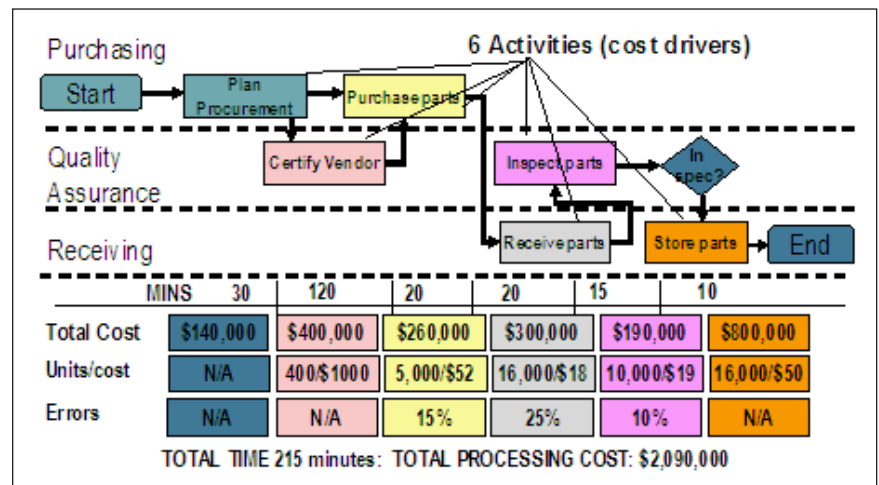 Purchasing
6 Activities (cost drivers)
Start
Plan
Procurement
Purchase parts
Quality
Assurance
Certify Vendor
Inspect parts
In
spec?
Receiving
Receive parts
Store parts
End
MINS 30 120 20 20 15 10
Total Cost $140,000 $400,000 $260,000 $300,000 $190,000 $800,000
Units/cost N/A 400/$1000 5,000/$52 16,000/$18 10,000/$19 16,000/$50
Errors N/A N/A 15% 25% 10% N/A
TOTAL TIME 215 minutes: TOTAL PROCESSING COST: $2,090,000